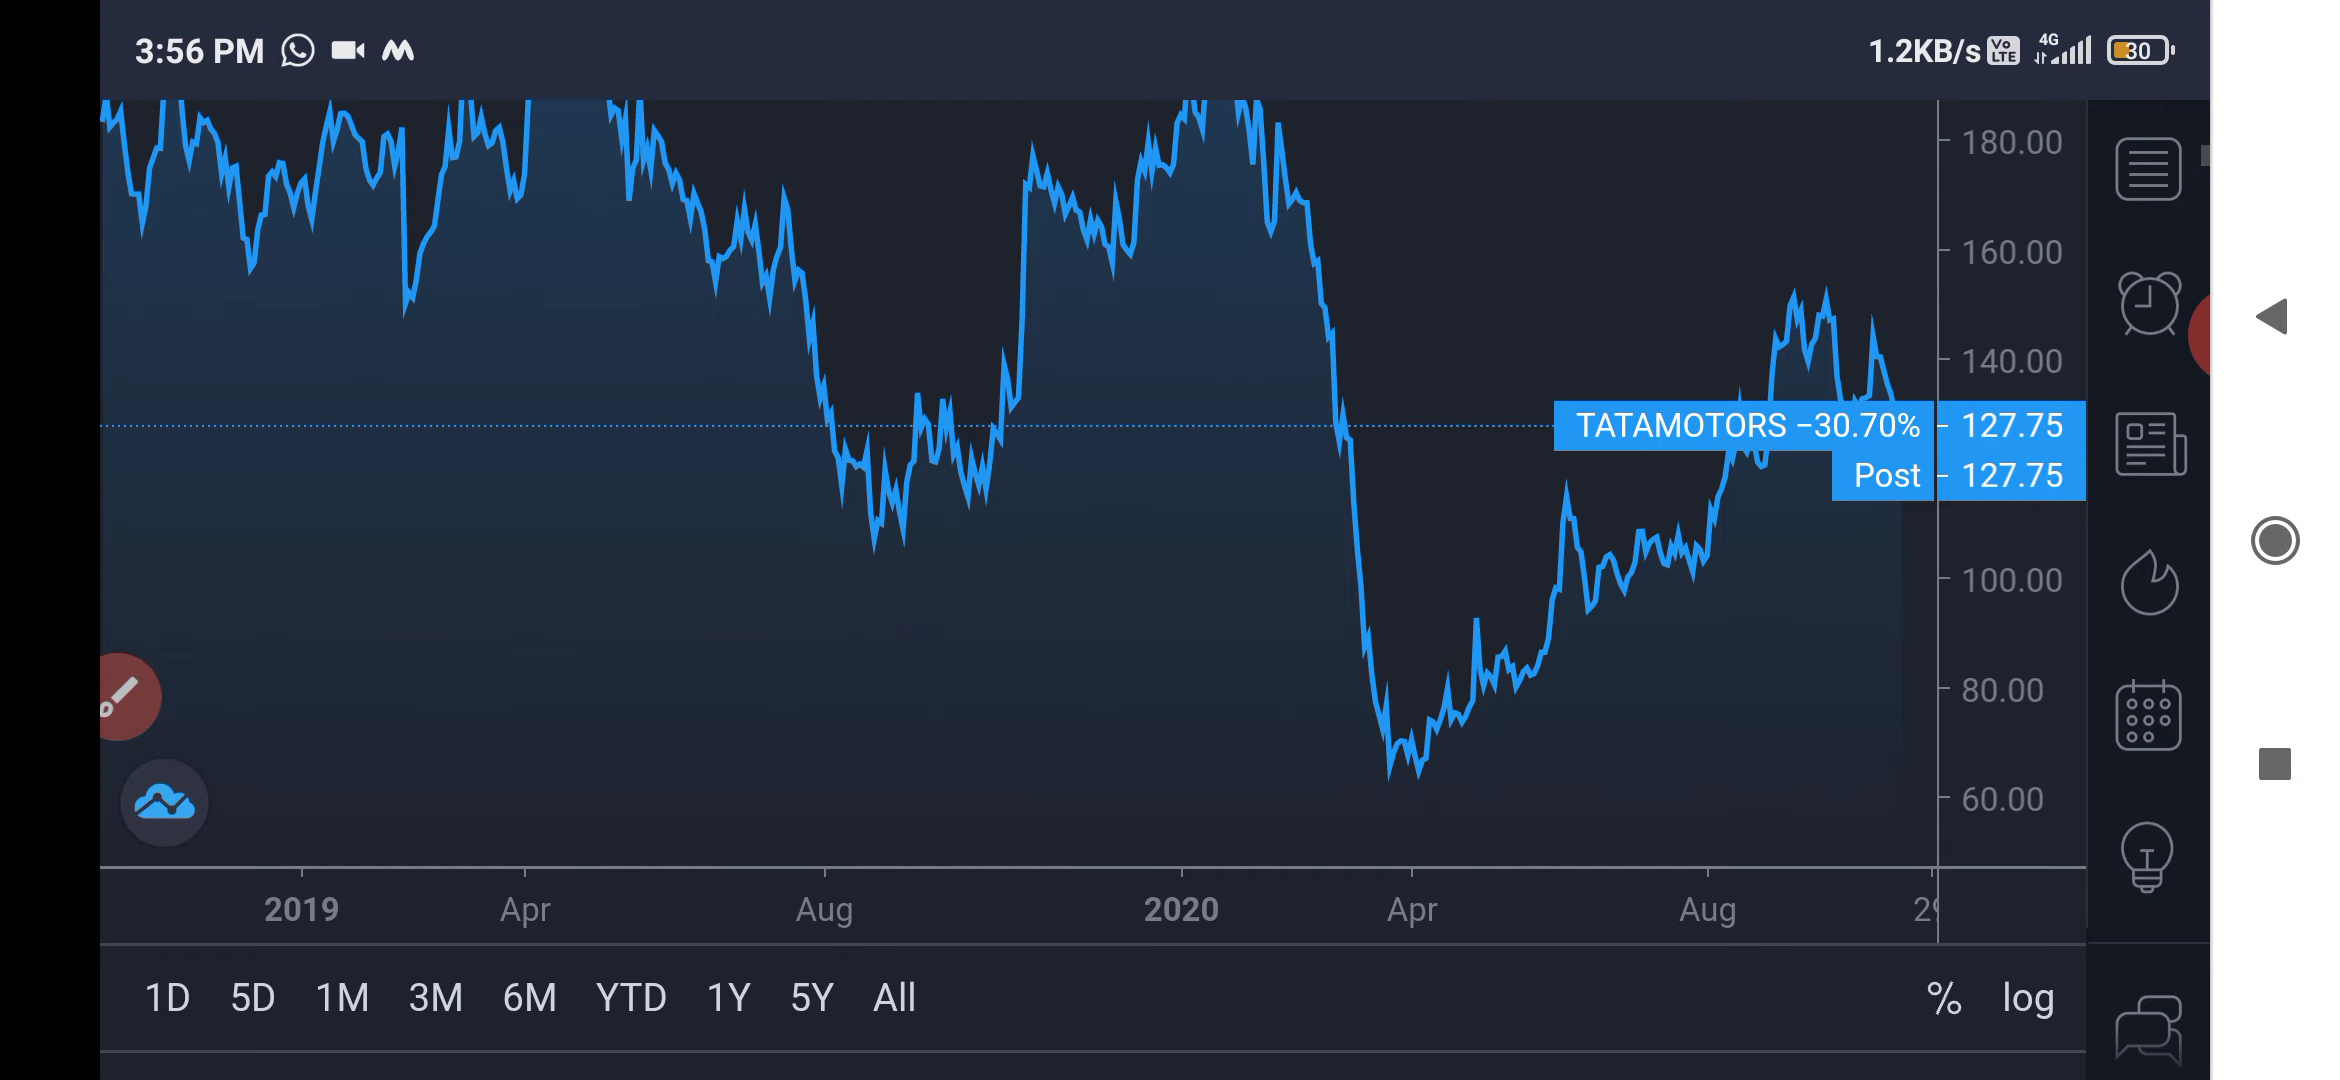 3:56 PM
1.2KB/s Vo LTE 4G 30
180.00
160.00
140.00
TATAMOTORS −30.70% 127.75
Post 127.75
100.00
80.00
60.00
2019 Apr Aug 2020 Apr Aug
1D 5D 1M 3M 6M YTD 1Y 5Y All % log